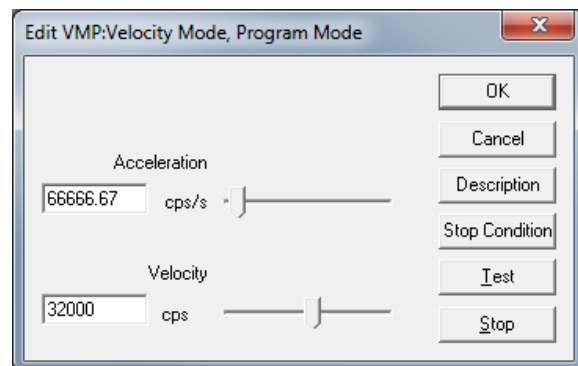 Edit VMP:Velocity Mode, Program Mode
OK
Cancel
Acceleration
66666.67 cps/s
Description
Stop Condition
Velocity
32000 cps
Test
Stop